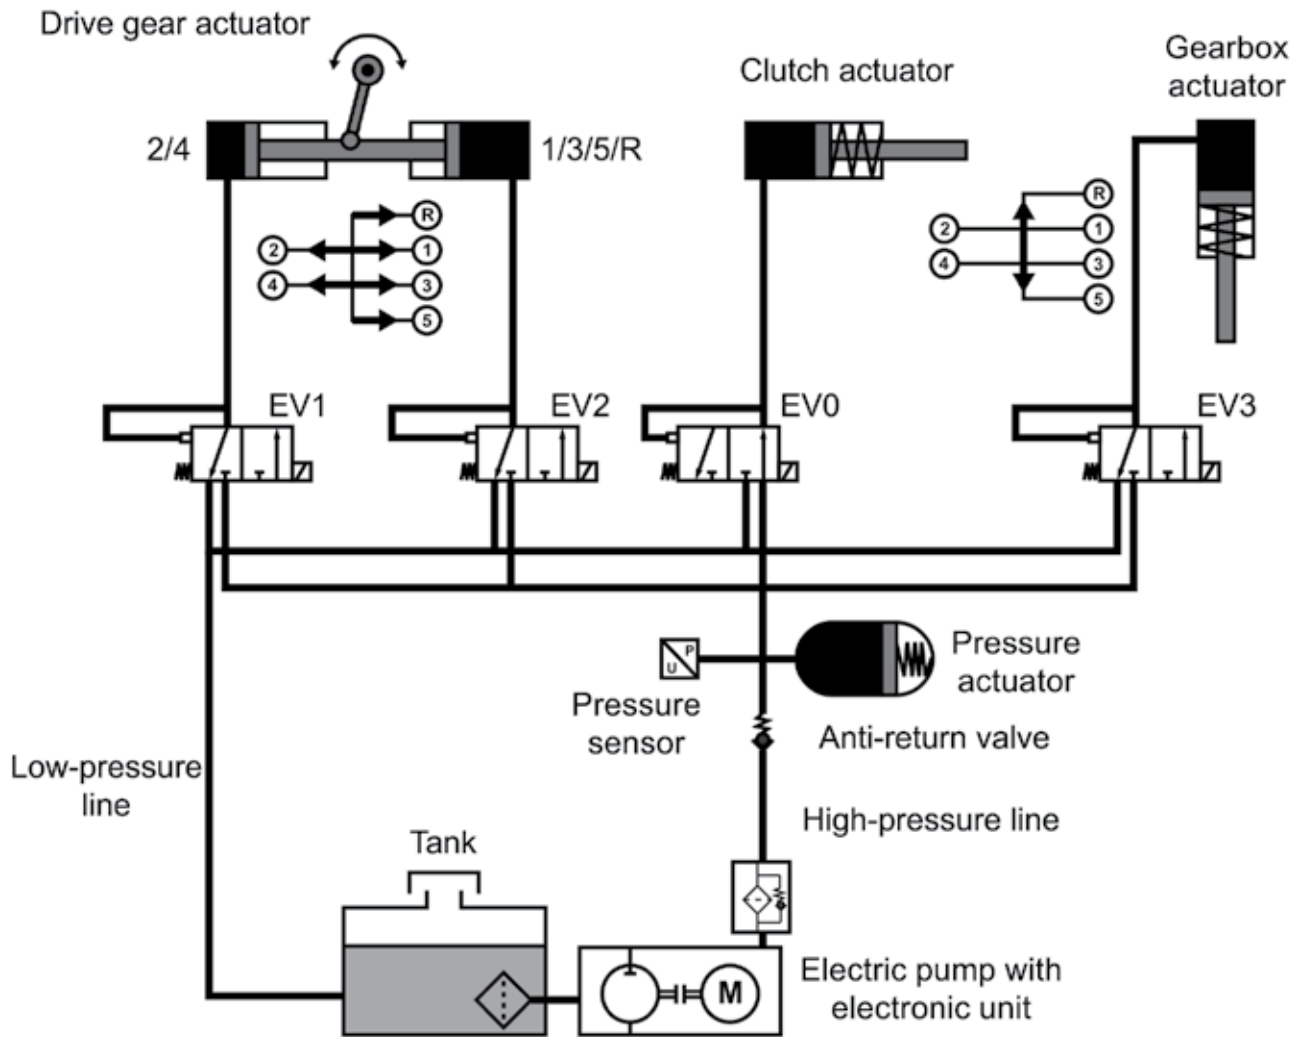 Drive gear actuator
Clutch actuator
Gearbox
actuator
2/4
1/3/5/R
R
2
1
4
3
5
R
2
1
4
3
5
EV1
EV2
EV0
EV3
P
U
Pressure
sensor
Pressure
actuator
Anti-return valve
Low-pressure
line
High-pressure line
Tank
M
Electric pump with
electronic unit